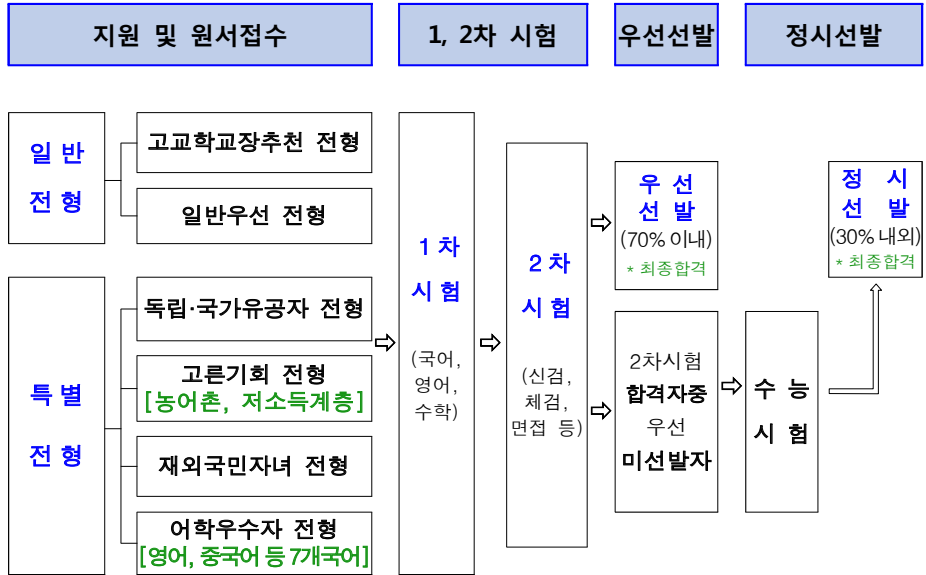 지원 및 원서접수
1, 2차 시험
우선선발
정시선발
일 반
전 형
고교학교장추천 전형
일반우선 전형
특 별
전 형
독립·국가유공자 전형
고른기회 전형
[농어촌, 저소득계층]
재외국민자녀 전형
어학우수자 전형
[영어, 중국어 등 7개국어]
1 차
시 험
(국어,
영어,
수학)
2 차
시 험
(신검,
체검,
면접 등)
우 선
선 발
(70% 이내)
* 최종합격
2차시험
합격자중
우선
미선발자
수 능
시 험
정 시
선 발
(30% 내외)
* 최종합격